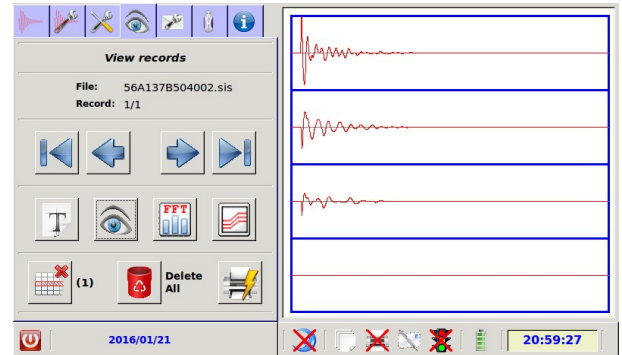 View records
File: 56A137B504002.sis
Record: 1/1
T
FFT
(1)
Delete
All
2016/01/21
20:59:27